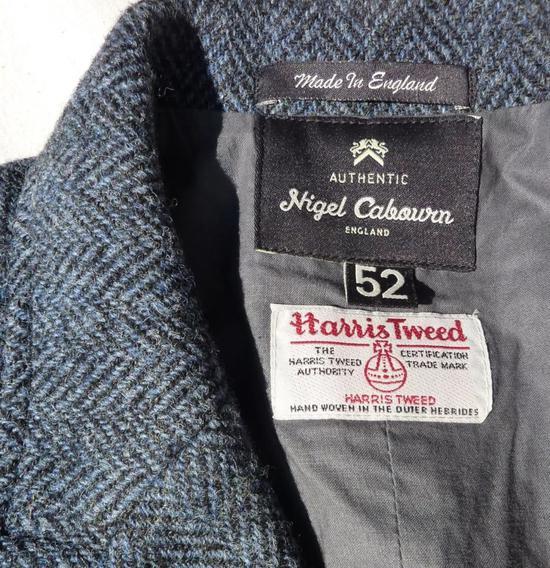 Made In England
AUTHENTIC
Nigel Cabourn
ENGLAND
52
Harris Tweed
THE HARRIS TWEED AUTHORITY
CERTIFICATION TRADE MARK
HARRIS TWEED
HAND WOVEN IN THE OUTER HEBRIDES